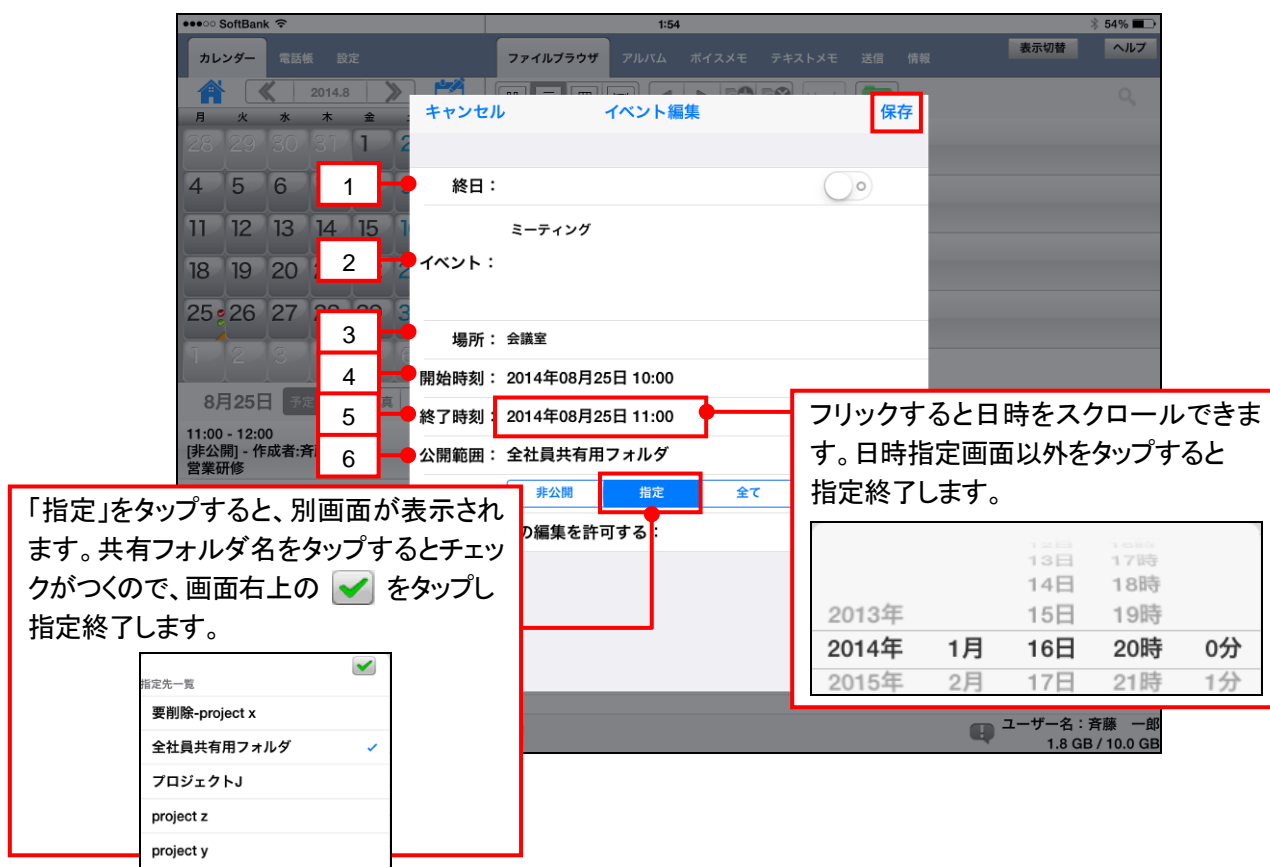 SoftBank
1:54
54%
カレンダー 電話帳 設定
ファイルブラウザ アルバム ボイスメモ テキストメモ 送信 情報
表示切替 ヘルプ
2014.8
月 火 水 木 金
28 29 30 31 1 2
4 5 6
11 12 13 14 15
18 19 20
25 26 27
1 2 3
8月25日
11:00 - 12:00
[非公開] - 作成者:斉
営業研修
キャンセル イベント編集 保存
1 終日：
ミーティング
2 イベント：
3 場所： 会議室
4 開始時刻： 2014年08月25日 10:00
5 終了時刻： 2014年08月25日 11:00
6 公開範囲： 全社員共有用フォルダ
非公開 指定 全て
の編集を許可する：
フリックすると日時をスクロールできま
す。日時指定画面以外をタップすると
指定終了します。
13日 17時
14日 18時
2013年 15日 19時
2014年 1月 16日 20時 0分
2015年 2月 17日 21時 1分
「指定」をタップすると、別画面が表示され
ます。共有フォルダ名をタップするとチェッ
クがつくので、画面右上の をタップし
指定終了します。
指定先一覧
要削除-project x
全社員共有用フォルダ
プロジェクトJ
project z
project y
ユーザー名：斉藤 一郎
1.8 GB / 10.0 GB